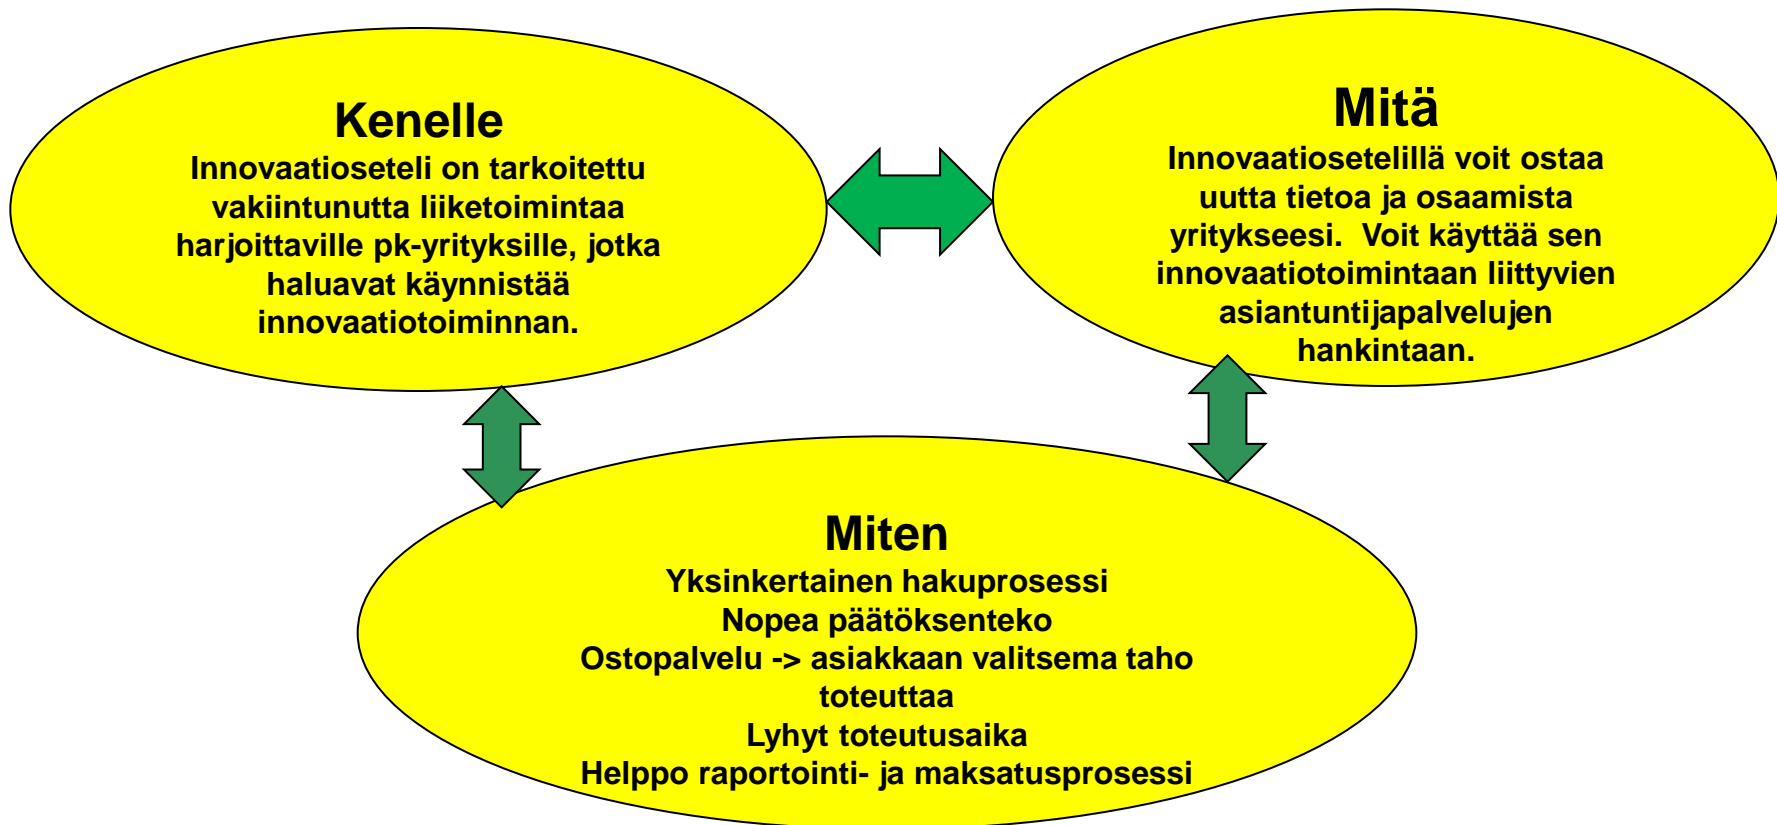 Kenelle
Innovaatioseteli on tarkoitettu
vakiintunutta liiketoimintaa
harjoittaville pk-yrityksille, jotka
haluavat käynnistää
innovaatiotoiminnan.
Mitä
Innovaatiosetelillä voit ostaa
uutta tietoa ja osaamista
yritykseesi.  Voit käyttää sen
innovaatiotoimintaan liittyvien
asiantuntijapalvelujen
hankintaan.
Miten
Yksinkertainen hakuprosessi
Nopea päätöksenteko
Ostopalvelu -> asiakkaan valitsema taho
toteuttaa
Lyhyt toteutusaika
Helppo raportointi- ja maksatusprosessi